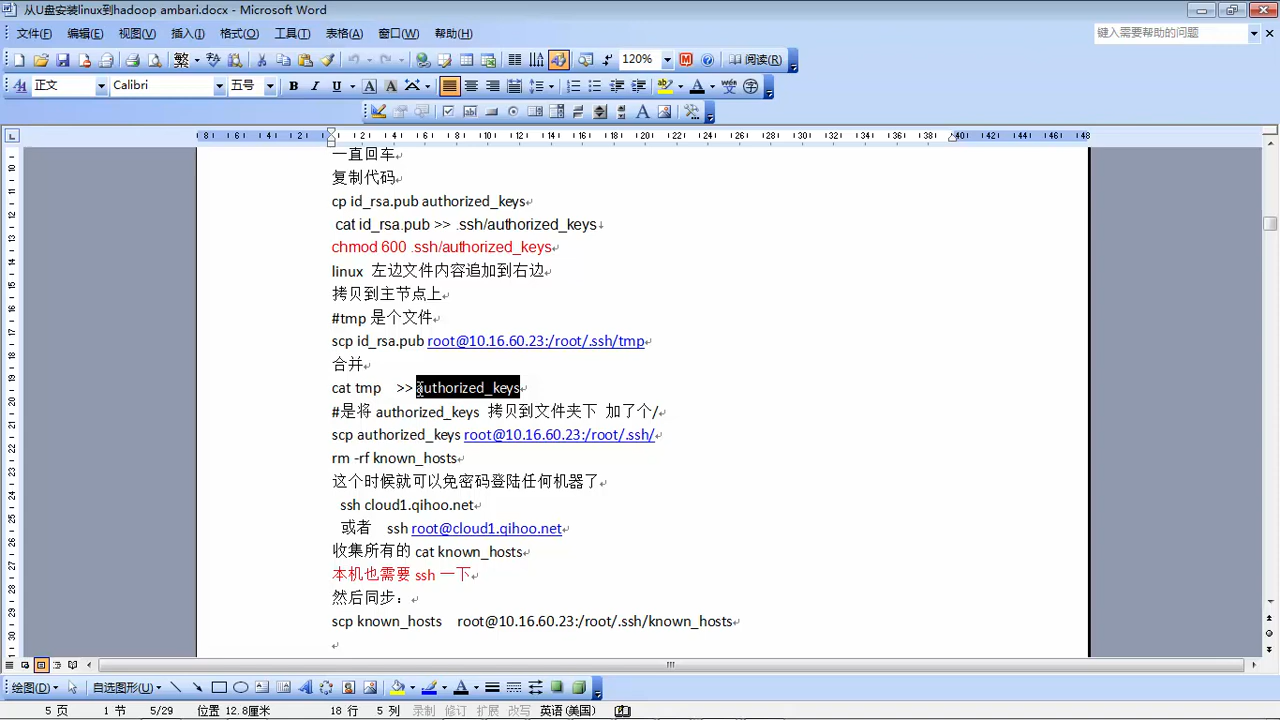 从U盘安装linux到hadoop ambari.docx - Microsoft Word
文件(F) 编辑(E) 视图(V) 插入(I) 格式(O) 工具(T) 表格(A) 窗口(W) 帮助(H) 键入需要帮助的问题
繁 120% 阅读(R)
正文 Calibri 五号 B I U A A
一直回车
复制代码
cp id_rsa.pub authorized_keys
cat id_rsa.pub >> .ssh/authorized_keys
chmod 600 .ssh/authorized_keys
linux 左边文件内容追加到右边
拷贝到主节点上
#tmp 是个文件
scp id_rsa.pub root@10.16.60.23:/root/.ssh/tmp
合并
cat tmp >> authorized_keys
#是将 authorized_keys 拷贝到文件夹下 加了个/
scp authorized_keys root@10.16.60.23:/root/.ssh/
rm -rf known_hosts
这个时候就可以免密码登陆任何机器了
ssh cloud1.qihoo.net
或者 ssh root@cloud1.qihoo.net
收集所有的 cat known_hosts
本机也需要 ssh 一下
然后同步：
scp known_hosts root@10.16.60.23:/root/.ssh/known_hosts
绘图(D) 自选图形(U)
5 页 1 节 5/29 位置 12.8厘米 18 行 5 列 录制 修订 扩展 改写 英语(美国)